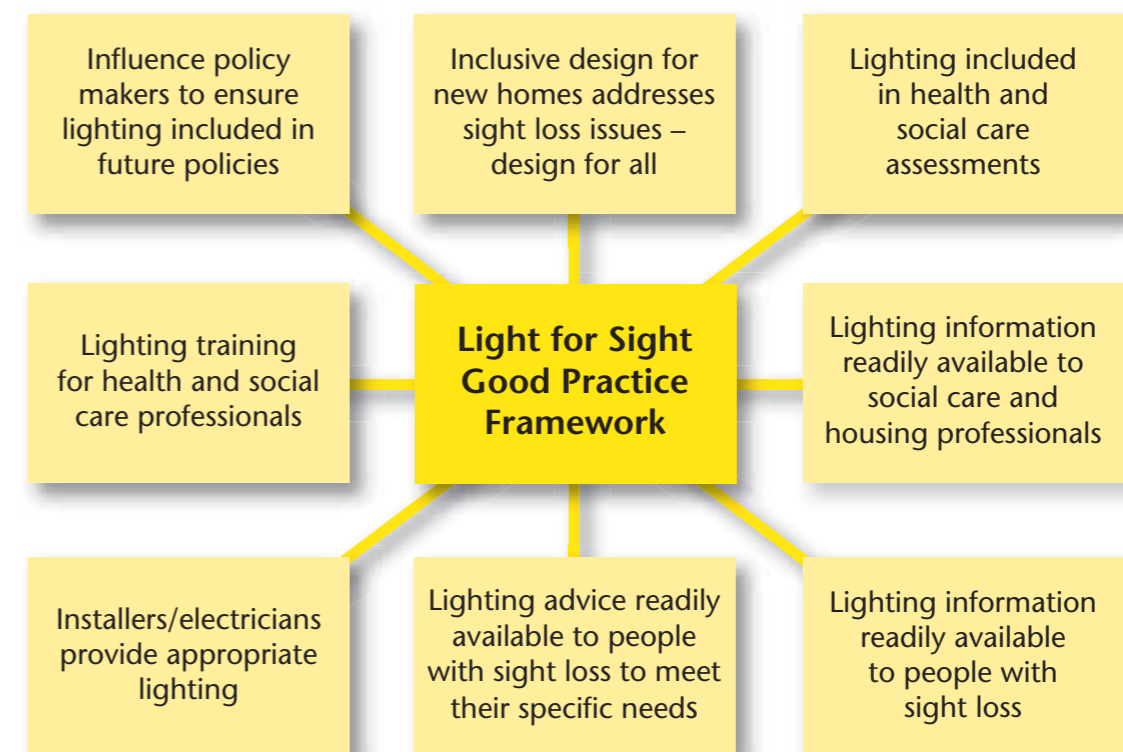 Influence policy
makers to ensure
lighting included in
future policies
Inclusive design for
new homes addresses
sight loss issues –
design for all
Lighting included
in health and
social care
assessments
Lighting training
for health and social
care professionals
Light for Sight
Good Practice
Framework
Lighting information
readily available to
social care and
housing professionals
Installers/electricians
provide appropriate
lighting
Lighting advice readily
available to people
with sight loss to meet
their specific needs
Lighting information
readily available
to people with
sight loss